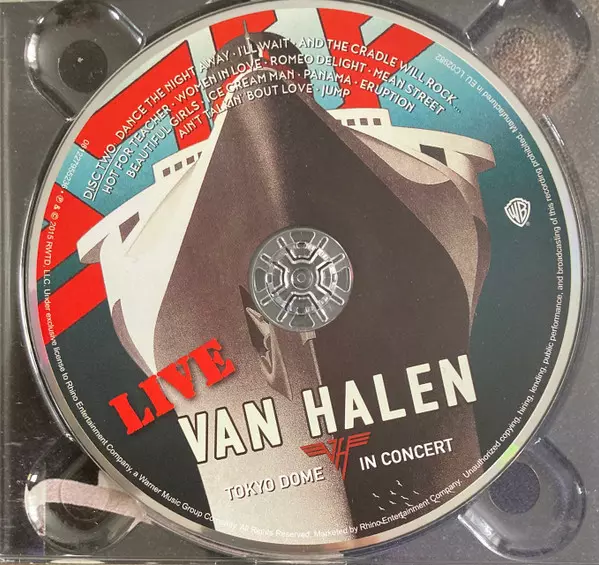 DISC TWO DANCE THE NIGHT AWAY · I'LL WAIT · AND THE CRADLE WILL ROCK ...
HOT FOR TEACHER · WOMEN IN LOVE · ROMEO DELIGHT · MEAN STREET
BEAUTIFUL GIRLS · ICE CREAM MAN · PANAMA · ERUPTION
AIN'T TALKIN' 'BOUT LOVE · JUMP
WB
LIVE
VAN HALEN
VH
TOKYO DOME IN CONCERT
℗ & © 2015 RWTD, LLC. Under exclusive license to Rhino Entertainment Company, a Warner Music Group Company. All Rights Reserved. Marketed by Rhino Entertainment Company. Unauthorized copying, hiring, lending, public performance, and broadcasting of this recording prohibited. Manufactured in EU. LC02982